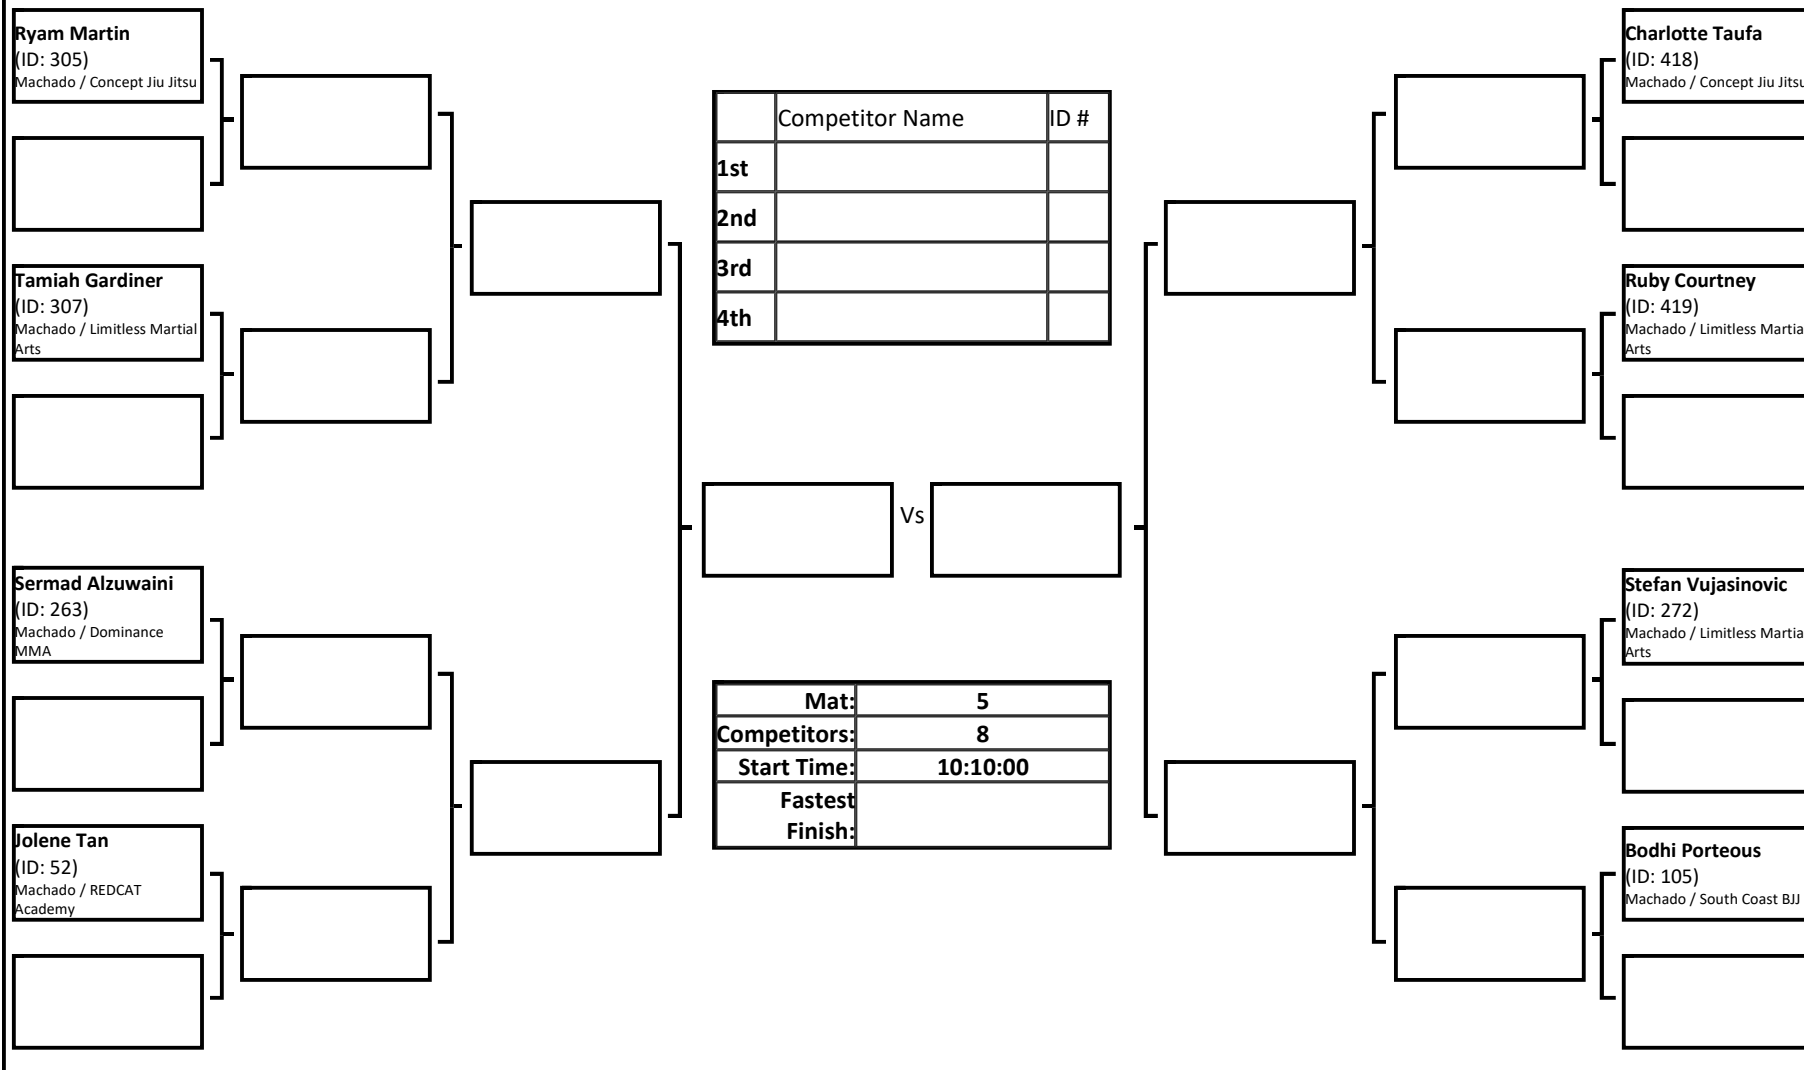 Ryam Martin
(ID: 305)
Machado / Concept Jiu Jitsu
Tamiah Gardiner
(ID: 307)
Machado / Limitless Martial
Arts
Sermad Alzuwaini
(ID: 263)
Machado / Dominance
MMA
Jolene Tan
(ID: 52)
Machado / REDCAT
Academy
Competitor Name ID #
1st
2nd
3rd
4th
Vs
Mat: 5
Competitors: 8
Start Time: 10:10:00
Fastest
Finish:
Charlotte Taufa
(ID: 418)
Machado / Concept Jiu Jitsu
Ruby Courtney
(ID: 419)
Machado / Limitless Martia
Arts
Stefan Vujasinovic
(ID: 272)
Machado / Limitless Martia
Arts
Bodhi Porteous
(ID: 105)
Machado / South Coast BJJ